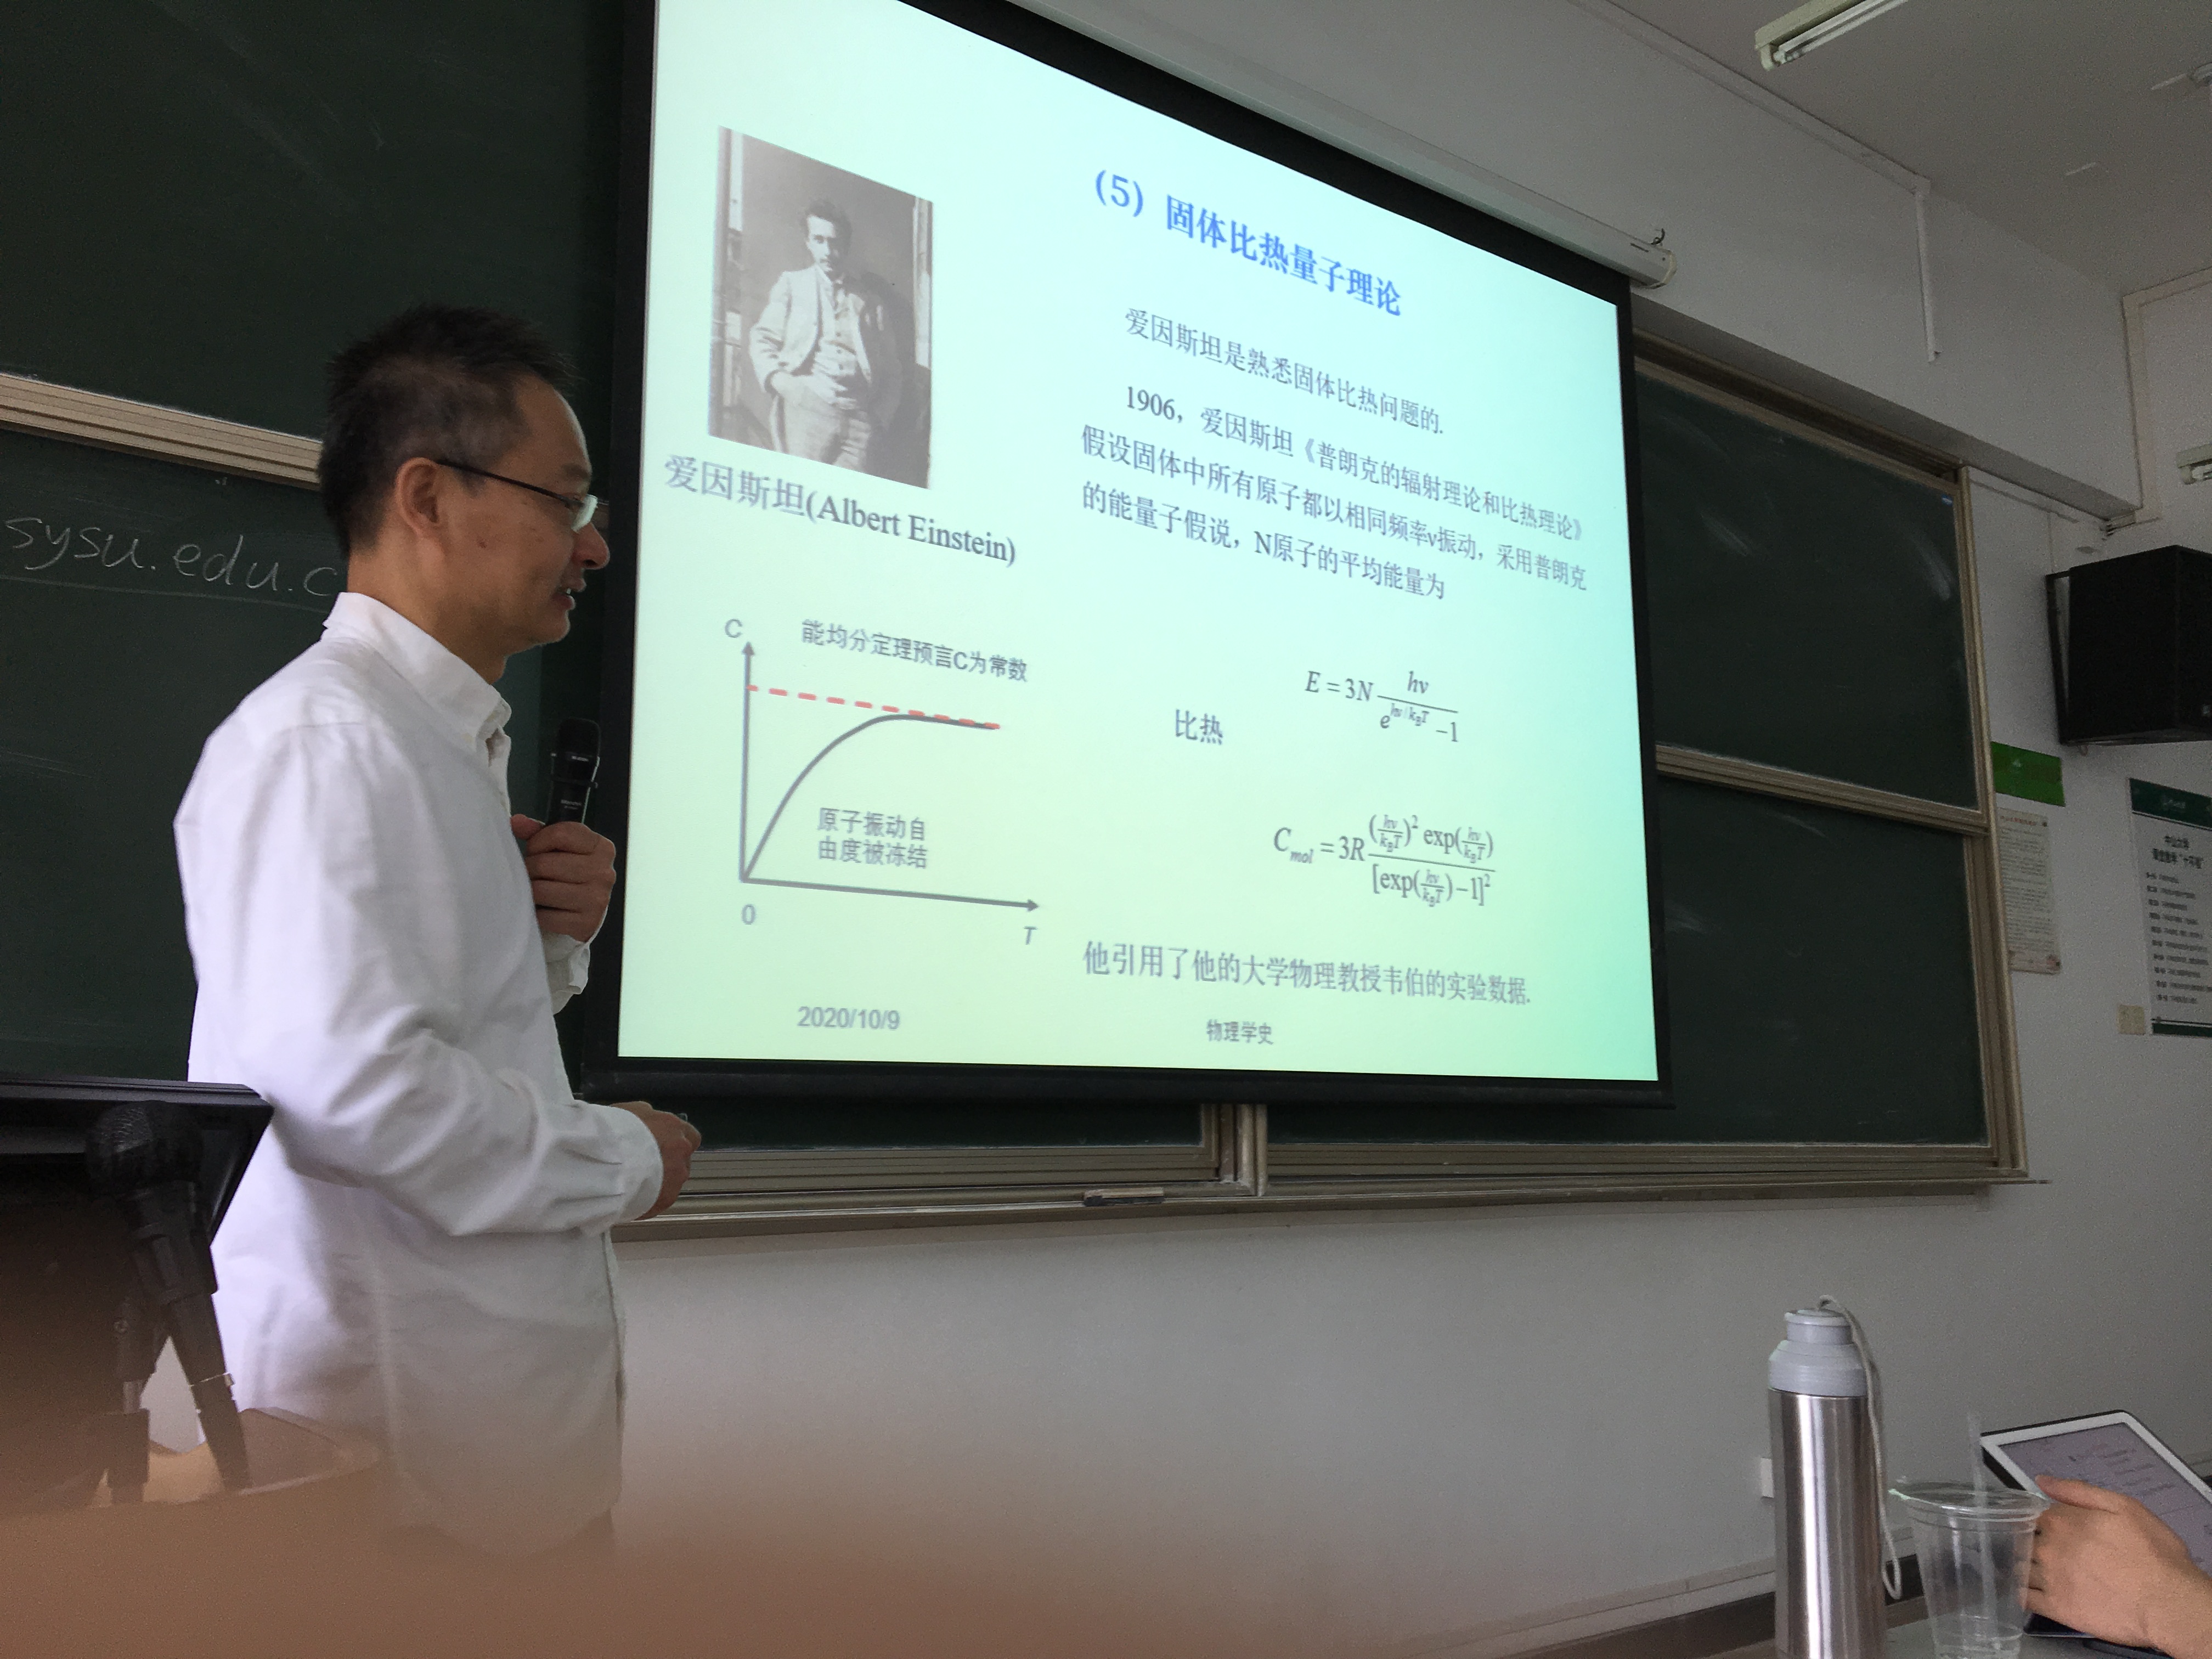 sysu.edu.c
(5) 固体比热量子理论
爱因斯坦是熟悉固体比热问题的.
1906，爱因斯坦《普朗克的辐射理论和比热理论》
假设固体中所有原子都以相同频率ν振动，采用普朗克
的能量子假说，N原子的平均能量为
爱因斯坦(Albert Einstein)
C
能均分定理预言C为常数
原子振动自
由度被冻结
0
T
E = 3N hν / (e^{hν/k_BT} −1)
比热
C_{mol} = 3R (hν/k_BT)^2 exp(hν/k_BT) / [exp(hν/k_BT)−1]^2
他引用了他的大学物理教授韦伯的实验数据.
2020/10/9
物理学史
中山大学